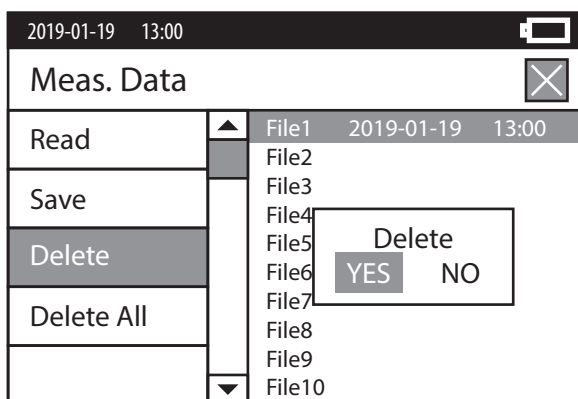 2019-01-19 13:00
Meas. Data
Read
Save
Delete
Delete All
File1 2019-01-19 13:00
File2
File3
File4
File5
File6
File7
File8
File9
File10
Delete
YES NO